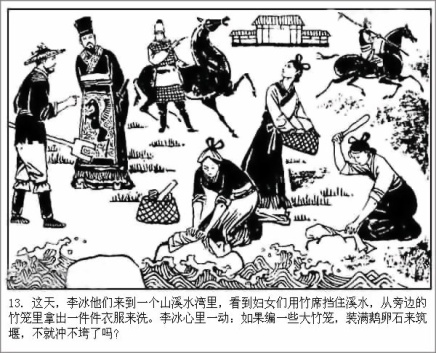 13. 这天，李冰他们来到一个山溪水湾里，看到妇女们用竹席挡住溪水，从旁边的
竹笼里拿出一件件衣服来洗。李冰心里一动：如果编一些大竹笼，装满鹅卵石来筑
堰，不就冲不垮了吗？